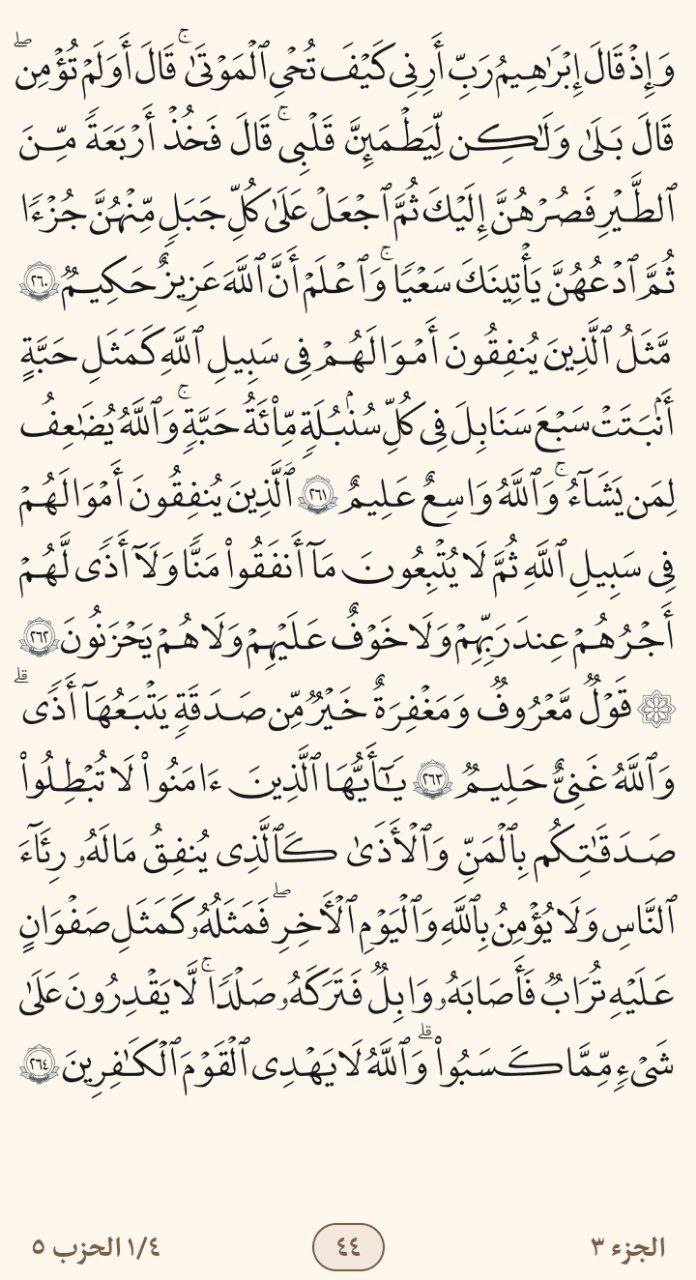 وَإِذْ قَالَ إِبْرَٰهِـۧمُ رَبِّ أَرِنِى كَيْفَ تُحْىِ ٱلْمَوْتَىٰ ۚ قَالَ أَوَلَمْ تُؤْمِن ۖ
قَالَ بَلَىٰ وَلَـٰكِن لِّيَطْمَئِنَّ قَلْبِى ۚ قَالَ فَخُذْ أَرْبَعَةً مِّنَ
ٱلطَّيْرِ فَصُرْهُنَّ إِلَيْكَ ثُمَّ ٱجْعَلْ عَلَىٰ كُلِّ جَبَلٍ مِّنْهُنَّ جُزْءًا
ثُمَّ ٱدْعُهُنَّ يَأْتِينَكَ سَعْيًا ۚ وَٱعْلَمْ أَنَّ ٱللَّهَ عَزِيزٌ حَكِيمٌ ٢٦٠
مَّثَلُ ٱلَّذِينَ يُنفِقُونَ أَمْوَٰلَهُمْ فِى سَبِيلِ ٱللَّهِ كَمَثَلِ حَبَّةٍ
أَنۢبَتَتْ سَبْعَ سَنَابِلَ فِى كُلِّ سُنۢبُلَةٍ مِّا۟ئَةُ حَبَّةٍ ۗ وَٱللَّهُ يُضَـٰعِفُ
لِمَن يَشَآءُ ۗ وَٱللَّهُ وَٰسِعٌ عَلِيمٌ ٢٦١ ٱلَّذِينَ يُنفِقُونَ أَمْوَٰلَهُمْ
فِى سَبِيلِ ٱللَّهِ ثُمَّ لَا يُتْبِعُونَ مَآ أَنفَقُوا۟ مَنًّا وَلَآ أَذًى لَّهُمْ
أَجْرُهُمْ عِندَ رَبِّهِمْ وَلَا خَوْفٌ عَلَيْهِمْ وَلَا هُمْ يَحْزَنُونَ ٢٦٢
۞ قَوْلٌ مَّعْرُوفٌ وَمَغْفِرَةٌ خَيْرٌ مِّن صَدَقَةٍ يَتْبَعُهَآ أَذًى ۗ
وَٱللَّهُ غَنِىٌّ حَلِيمٌ ٢٦٣ يَـٰٓأَيُّهَا ٱلَّذِينَ ءَامَنُوا۟ لَا تُبْطِلُوا۟
صَدَقَـٰتِكُم بِٱلْمَنِّ وَٱلْأَذَىٰ كَٱلَّذِى يُنفِقُ مَالَهُۥ رِئَآءَ
ٱلنَّاسِ وَلَا يُؤْمِنُ بِٱللَّهِ وَٱلْيَوْمِ ٱلْـَٔاخِرِ ۖ فَمَثَلُهُۥ كَمَثَلِ صَفْوَانٍ
عَلَيْهِ تُرَابٌ فَأَصَابَهُۥ وَابِلٌ فَتَرَكَهُۥ صَلْدًا ۖ لَّا يَقْدِرُونَ عَلَىٰ
شَىْءٍ مِّمَّا كَسَبُوا۟ ۗ وَٱللَّهُ لَا يَهْدِى ٱلْقَوْمَ ٱلْكَـٰفِرِينَ ٢٦٤
الجزء ٣ ٤٤ ١/٤ الحزب ٥